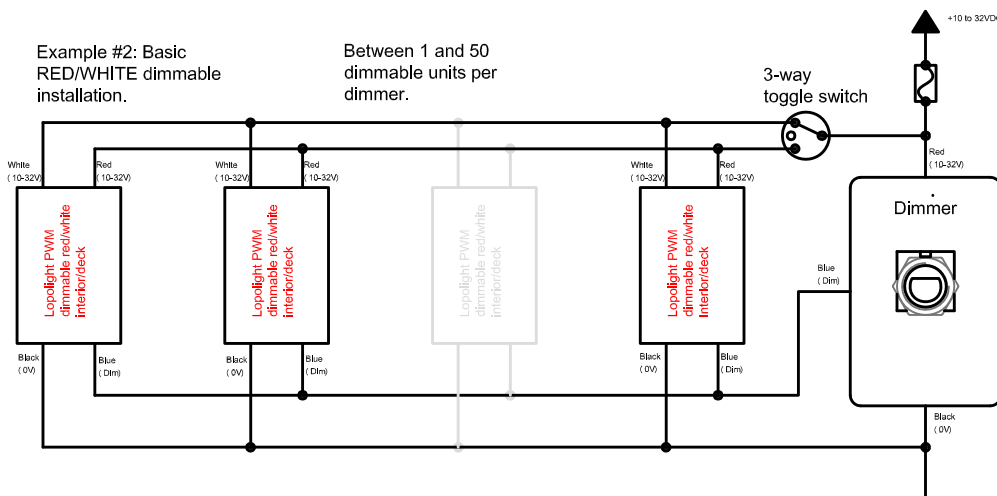 +10 to 32VDC
Example #2: Basic
RED/WHITE dimmable
installation.
Between 1 and 50
dimmable units per
dimmer.
3-way
toggle switch
White
( 10-32V)
Red
( 10-32V)
White
( 10-32V)
Red
( 10-32V)
White
( 10-32V)
Red
( 10-32V)
Red
( 10-32V)
Lopolight PWM
dimmable red/white
interior/deck
Lopolight PWM
dimmable red/white
interior/deck
Lopolight PWM
dimmable red/white
interior/deck
Lopolight PWM
dimmable red/white
Interior/deck
Dimmer
Blue
( Dim)
Black
( 0V)
Blue
( Dim)
Black
( 0V)
Blue
( Dim)
Black
( 0V)
Blue
( Dim)
Black
( 0V)